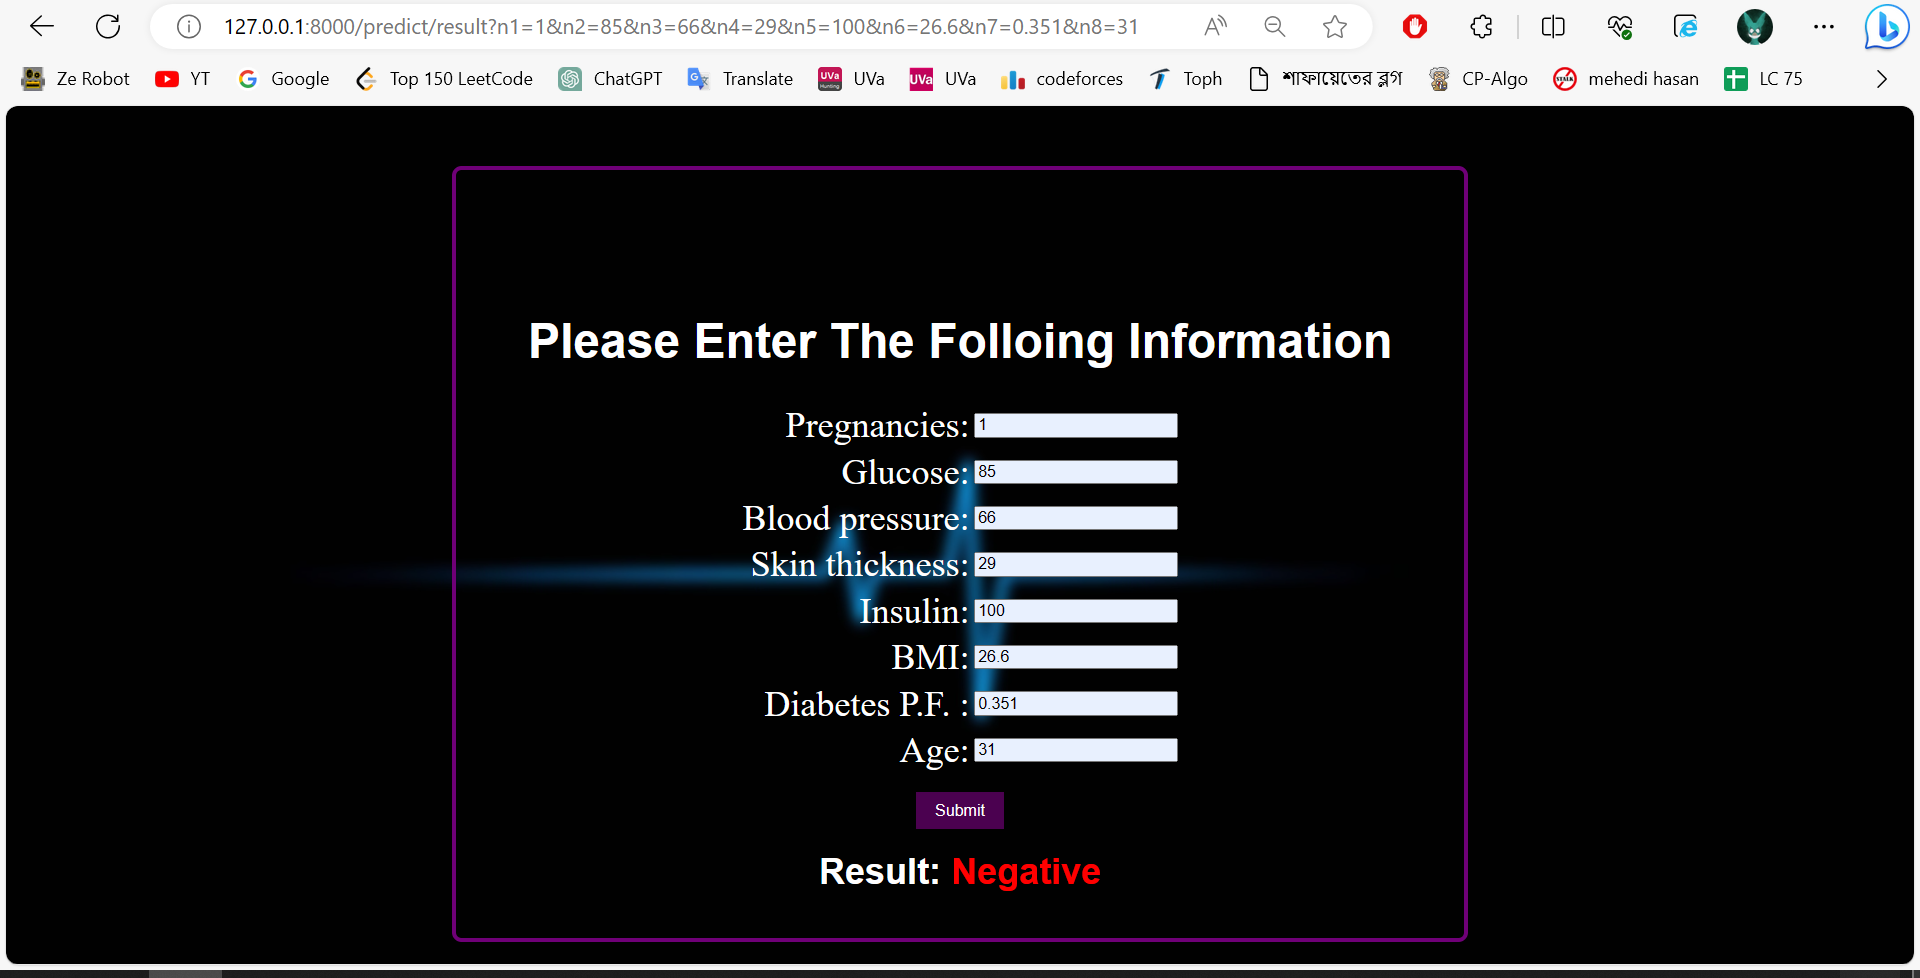 127.0.0.1:8000/predict/result?n1=1&n2=85&n3=66&n4=29&n5=100&n6=26.6&n7=0.351&n8=31
Ze Robot YT Google Top 150 LeetCode ChatGPT Translate UVa UVa codeforces Toph শাফায়েতের ব্লগ CP-Algo mehedi hasan LC 75
Please Enter The Folloing Information
Pregnancies: 1
Glucose: 85
Blood pressure: 66
Skin thickness: 29
Insulin: 100
BMI: 26.6
Diabetes P.F. : 0.351
Age: 31
Submit
Result: Negative